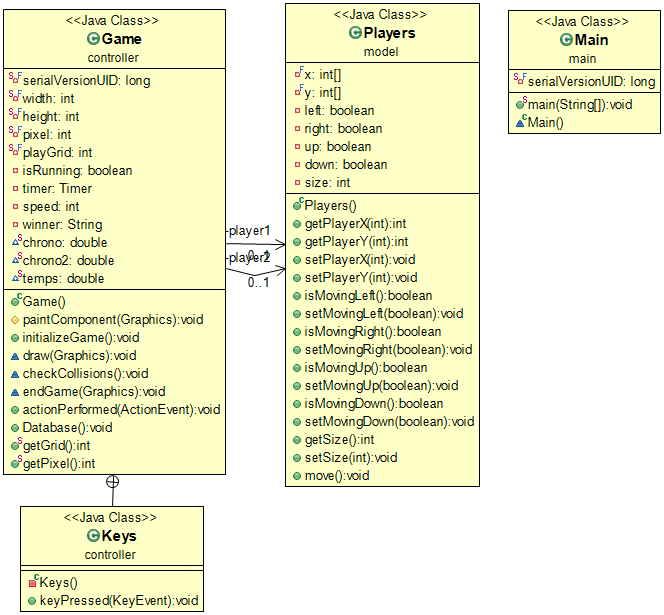 <<Java Class>>
Game
controller
serialVersionUID: long
width: int
height: int
pixel: int
playGrid: int
isRunning: boolean
timer: Timer
speed: int
winner: String
chrono: double
chrono2: double
temps: double
Game()
paintComponent(Graphics):void
initializeGame():void
draw(Graphics):void
checkCollisions():void
endGame(Graphics):void
actionPerformed(ActionEvent):void
Database():void
getGrid():int
getPixel():int
-player1
0..1
-player2
0..1
<<Java Class>>
Players
model
x: int[]
y: int[]
left: boolean
right: boolean
up: boolean
down: boolean
size: int
Players()
getPlayerX(int):int
getPlayerY(int):int
setPlayerX(int):void
setPlayerY(int):void
isMovingLeft():boolean
setMovingLeft(boolean):void
isMovingRight():boolean
setMovingRight(boolean):void
isMovingUp():boolean
setMovingUp(boolean):void
isMovingDown():boolean
setMovingDown(boolean):void
getSize():int
setSize(int):void
move():void
<<Java Class>>
Main
main
serialVersionUID: long
main(String[]):void
Main()
<<Java Class>>
Keys
controller
Keys()
keyPressed(KeyEvent):void